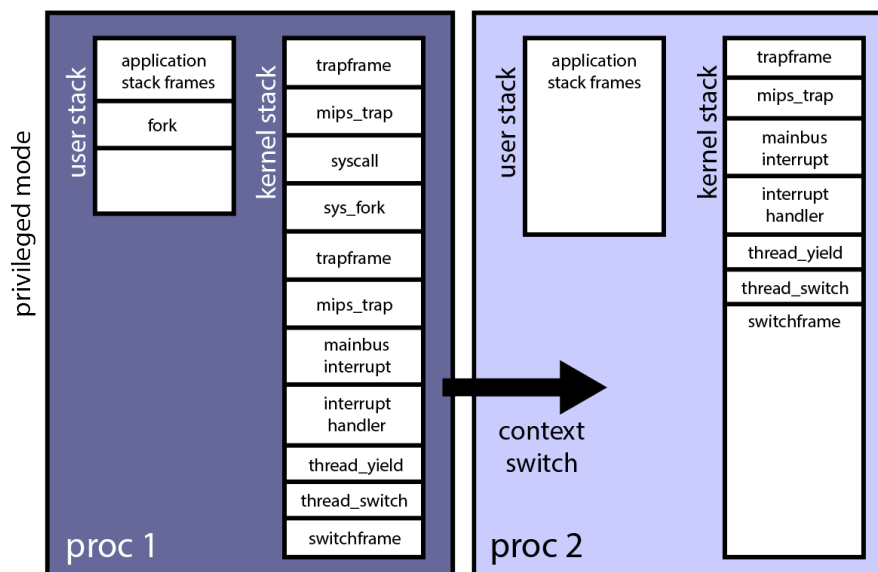 privileged mode
user stack
application
stack frames
fork
kernel stack
trapframe
mips_trap
syscall
sys_fork
trapframe
mips_trap
mainbus
interrupt
interrupt
handler
thread_yield
thread_switch
switchframe
proc 1
context
switch
user stack
application
stack frames
kernel stack
trapframe
mips_trap
mainbus
interrupt
interrupt
handler
thread_yield
thread_switch
switchframe
proc 2